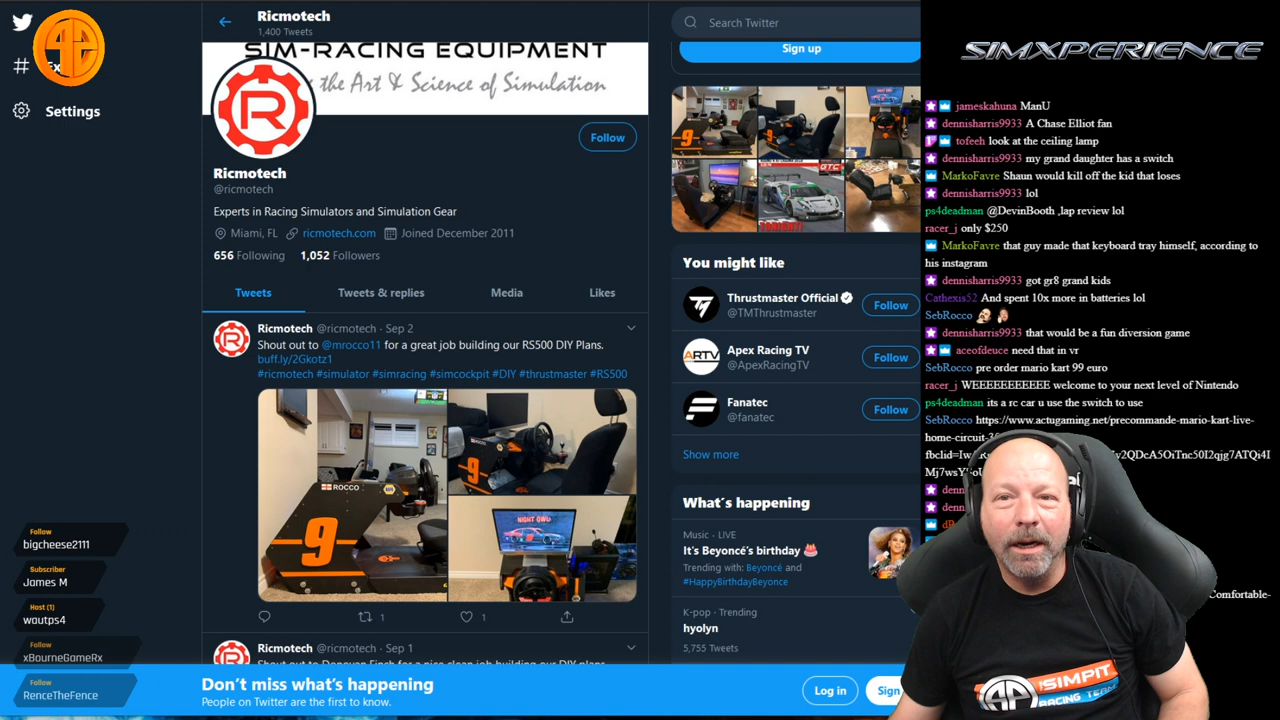 Ricmotech
1,400 Tweets
Search Twitter
Sign up
SIMXPERIENCE
Settings
SIM-RACING EQUIPMENT
the Art & Science of Simulation
R
Follow
Ricmotech
@ricmotech
Experts in Racing Simulators and Simulation Gear
Miami, FL ricmotech.com Joined December 2011
656 Following 1,052 Followers
Tweets Tweets & replies Media Likes
Ricmotech @ricmotech · Sep 2
Shout out to @mrocco11 for a great job building our RS500 DIY Plans.
buff.ly/2Gkotz1
#ricmotech #simulator #simracing #simcockpit #DIY #thrustmaster #RS500
ROCCO
9
NIGHT OWL
1 1
Ricmotech @ricmotech · Sep 1
GTC
You might like
Thrustmaster Official
@TMThrustmaster
Follow
Apex Racing TV
@ApexRacingTV
Follow
ARTV
Fanatec
@fanatec
Follow
Show more
What's happening
Music · LIVE
It's Beyoncé's birthday
Trending with: Beyoncé and
#HappyBirthdayBeyonce
K-pop · Trending
hyolyn
5,755 Tweets
Follow
bigcheese2111
Subscriber
James M
Host (1)
wautps4
Follow
xBourneGameRx
Follow
RenceTheFence
Don't miss what's happening
People on Twitter are the first to know.
Log in
Sign
jameskahuna ManU
dennisharris9933 A Chase Elliot fan
tofeeh look at the ceiling lamp
dennisharris9933 my grand daughter has a switch
MarkoFavre Shaun would kill off the kid that loses
dennisharris9933 lol
ps4deadman @DevinBooth ,lap review lol
racer_j only $250
MarkoFavre that guy made that keyboard tray himself, according to
his instagram
dennisharris9933 got gr8 grand kids
Cathexis52 And spent 10x more in batteries lol
SebRocco
dennisharris9933 that would be a fun diversion game
aceofdeuce need that in vr
SebRocco pre order mario kart 99 euro
racer_j WEEEEEEEEEEE welcome to your next level of Nintendo
ps4deadman its a rc car u use the switch to use
SebRocco https://www.actugaming.net/precommande-mario-kart-live-
home-circuit-3
Comfortable-
SIMPIT
RACING TEAM